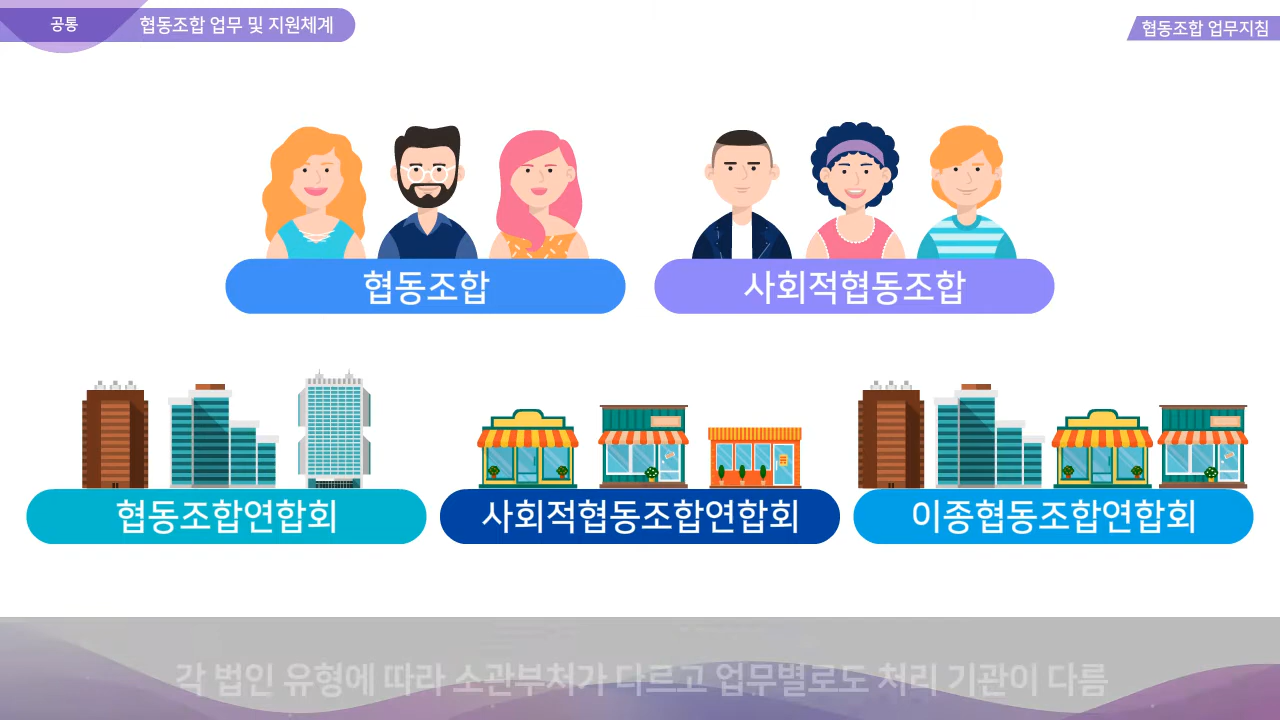 공통
협동조합 업무 및 지원체계
협동조합 업무지침
협동조합
사회적협동조합
협동조합연합회
사회적협동조합연합회
이종협동조합연합회
각 법인 유형에 따라 소관부처가 다르고 업무별로도 처리 기관이 다름